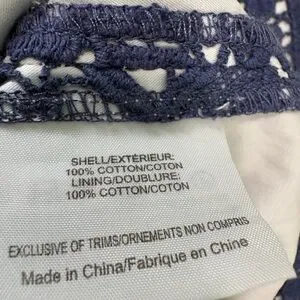 SHELL/EXTÉRIEUR:
100% COTTON/COTON
LINING/DOUBLURE:
100% COTTON/COTON
EXCLUSIVE OF TRIMS/ORNEMENTS NON COMPRIS
Made in China/Fabrique en Chine